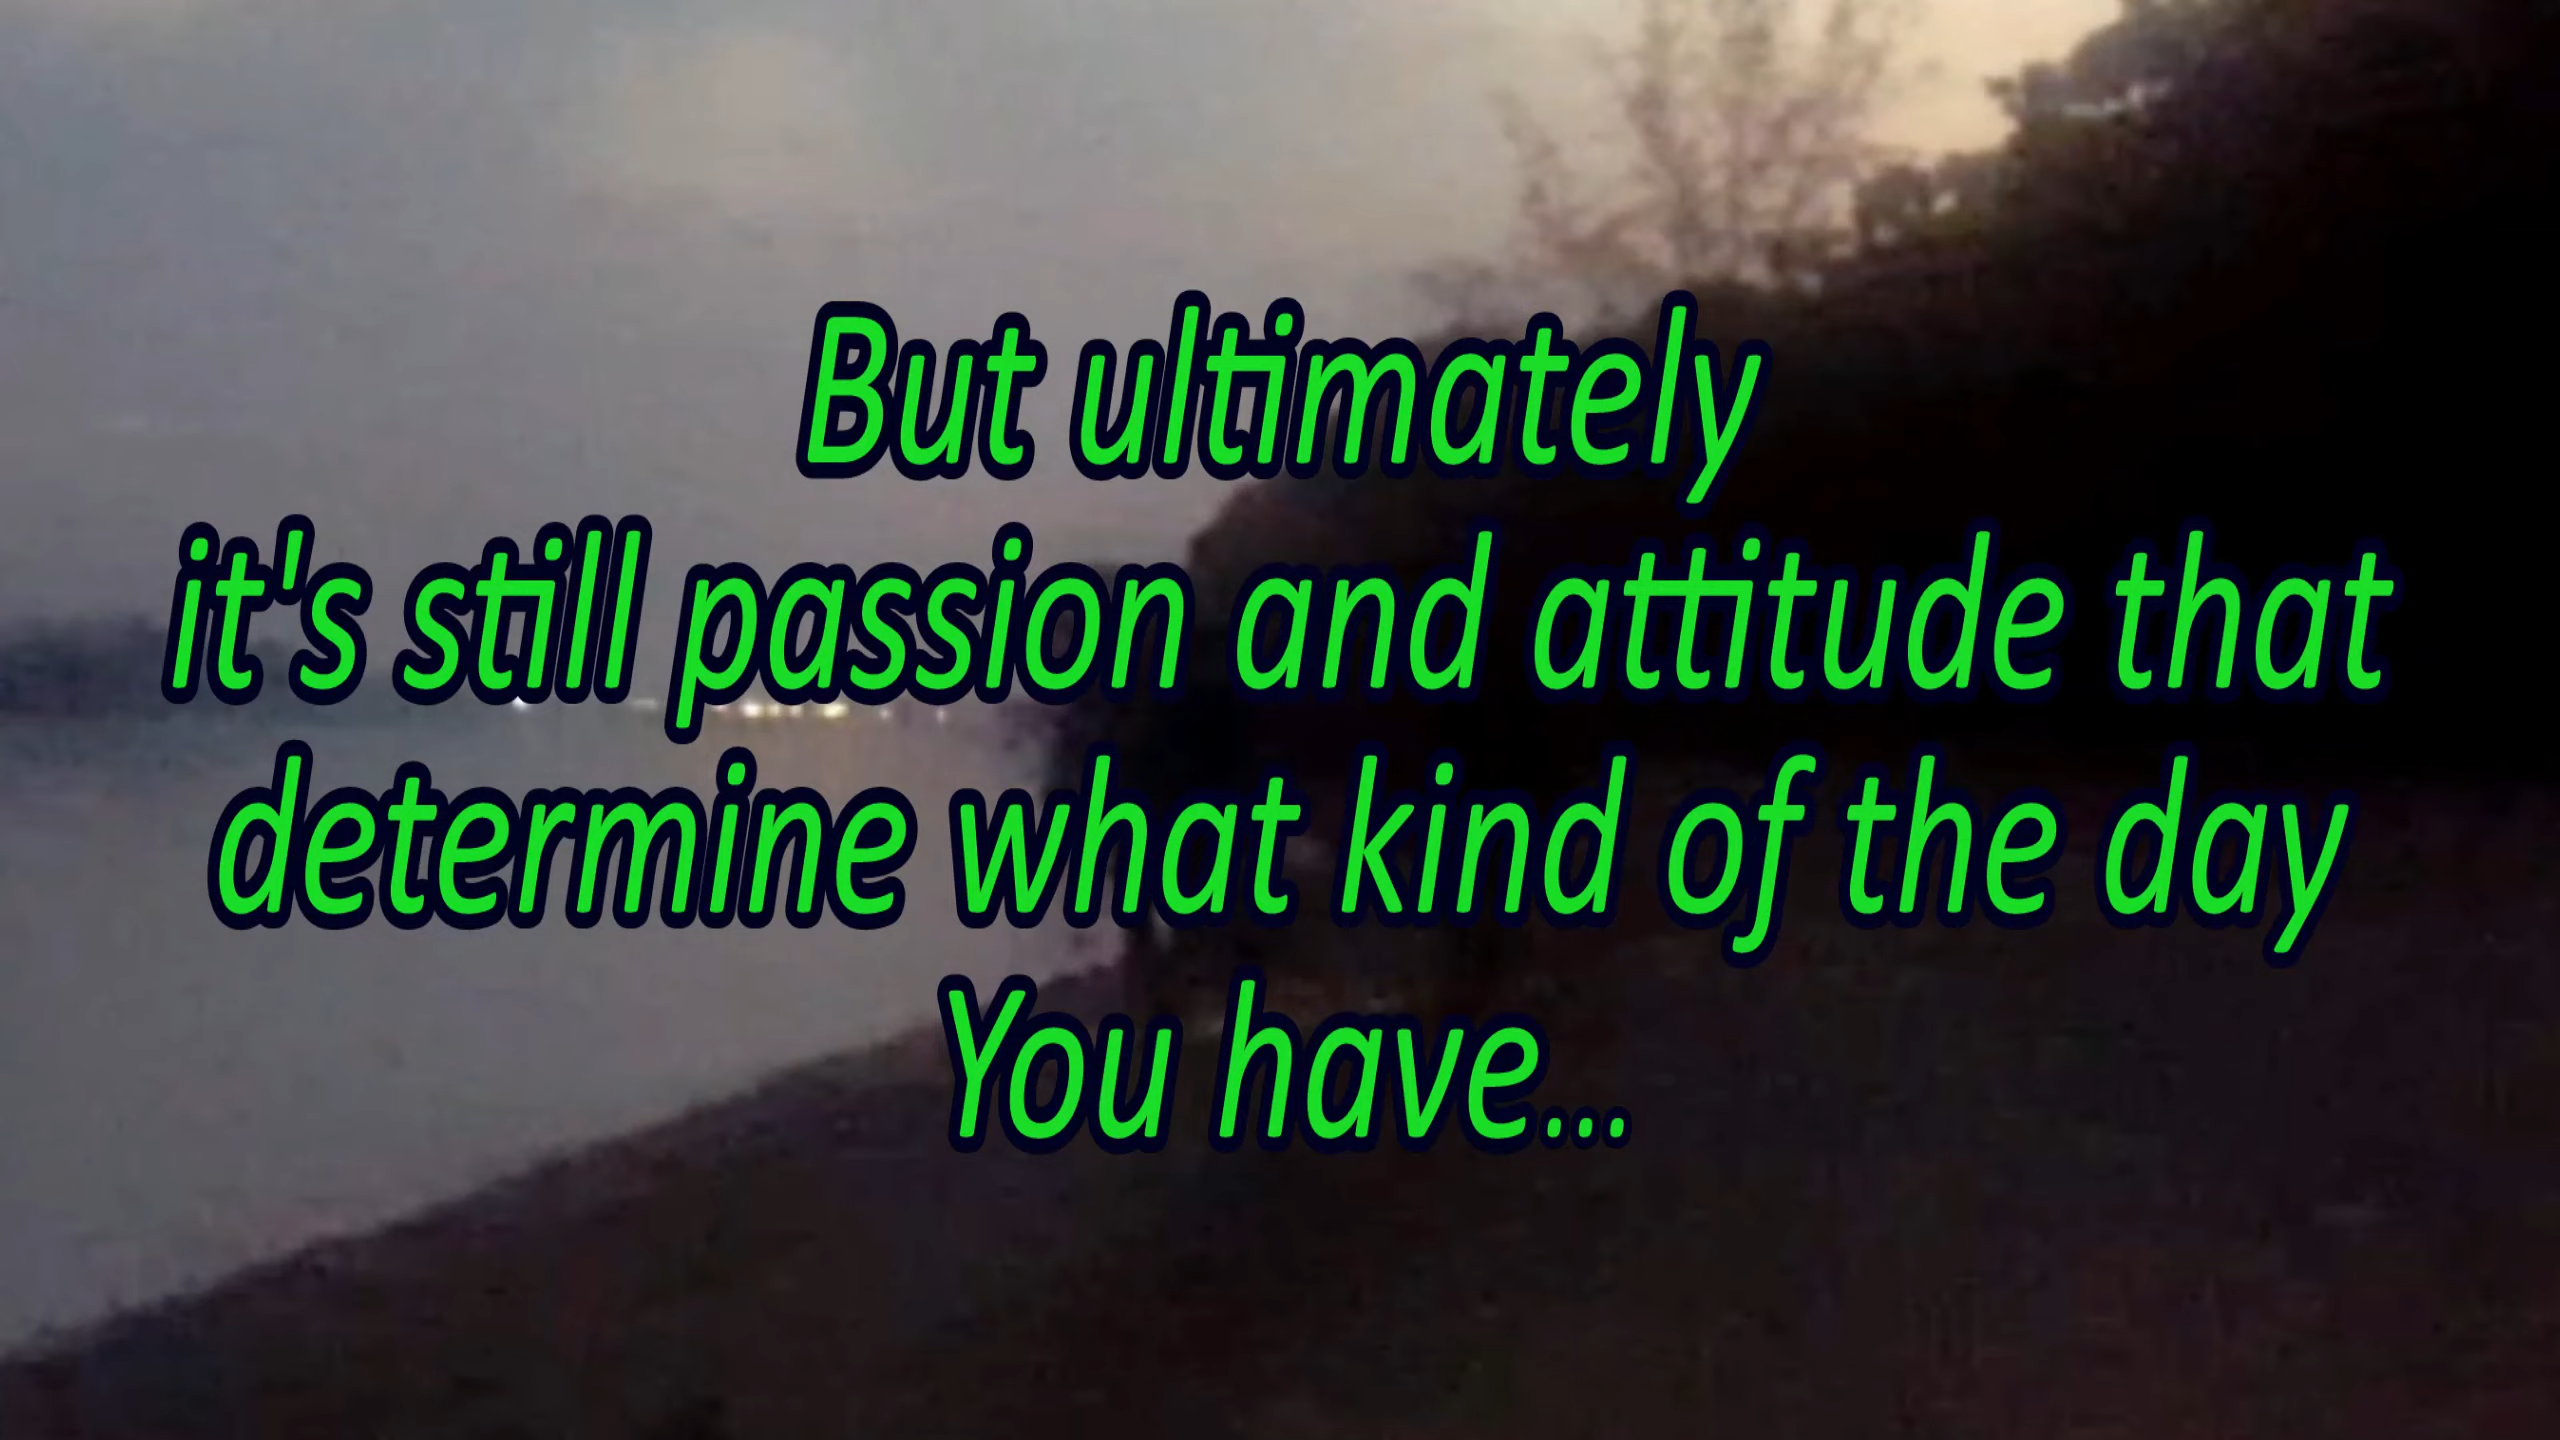 But ultimately
it's still passion and attitude that
determine what kind of the day
You have...